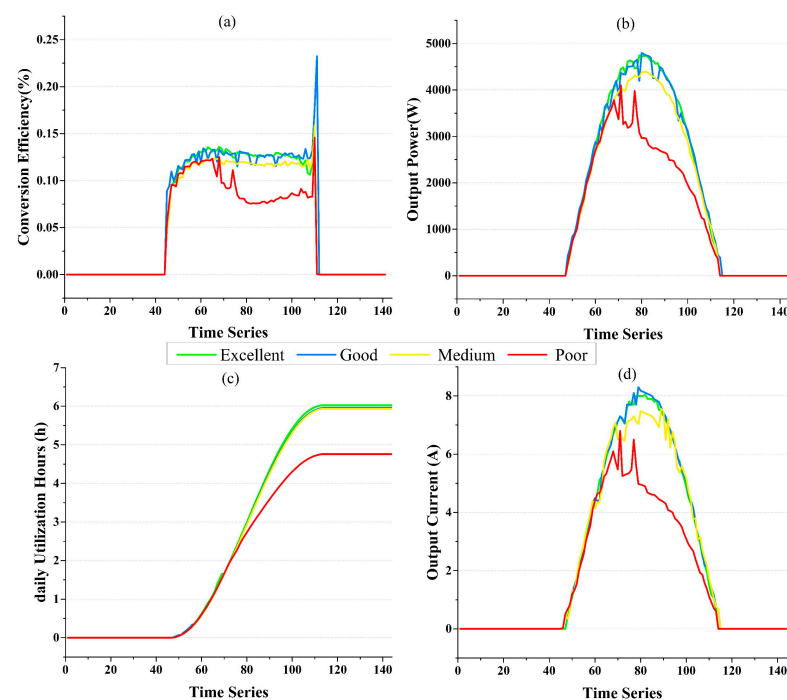 (a)
Conversion Efficiency(%)
0.25
0.20
0.15
0.10
0.05
0.00
0 20 40 60 80 100 120 140
Time Series
(b)
Output Power(W)
5000
4000
3000
4000
1000
0
0 20 40 60 80 100 140
Time Series
Excellent Good Medium Poor
(c)
daily Utilization Hours (h)
7
6
5
4
3
2
1
0
0 20 40 60 80 100 120 140
Time Series
(d)
Output Current (A)
8
6
4
2
0
0 20 40 60 80 100 140
Time Series